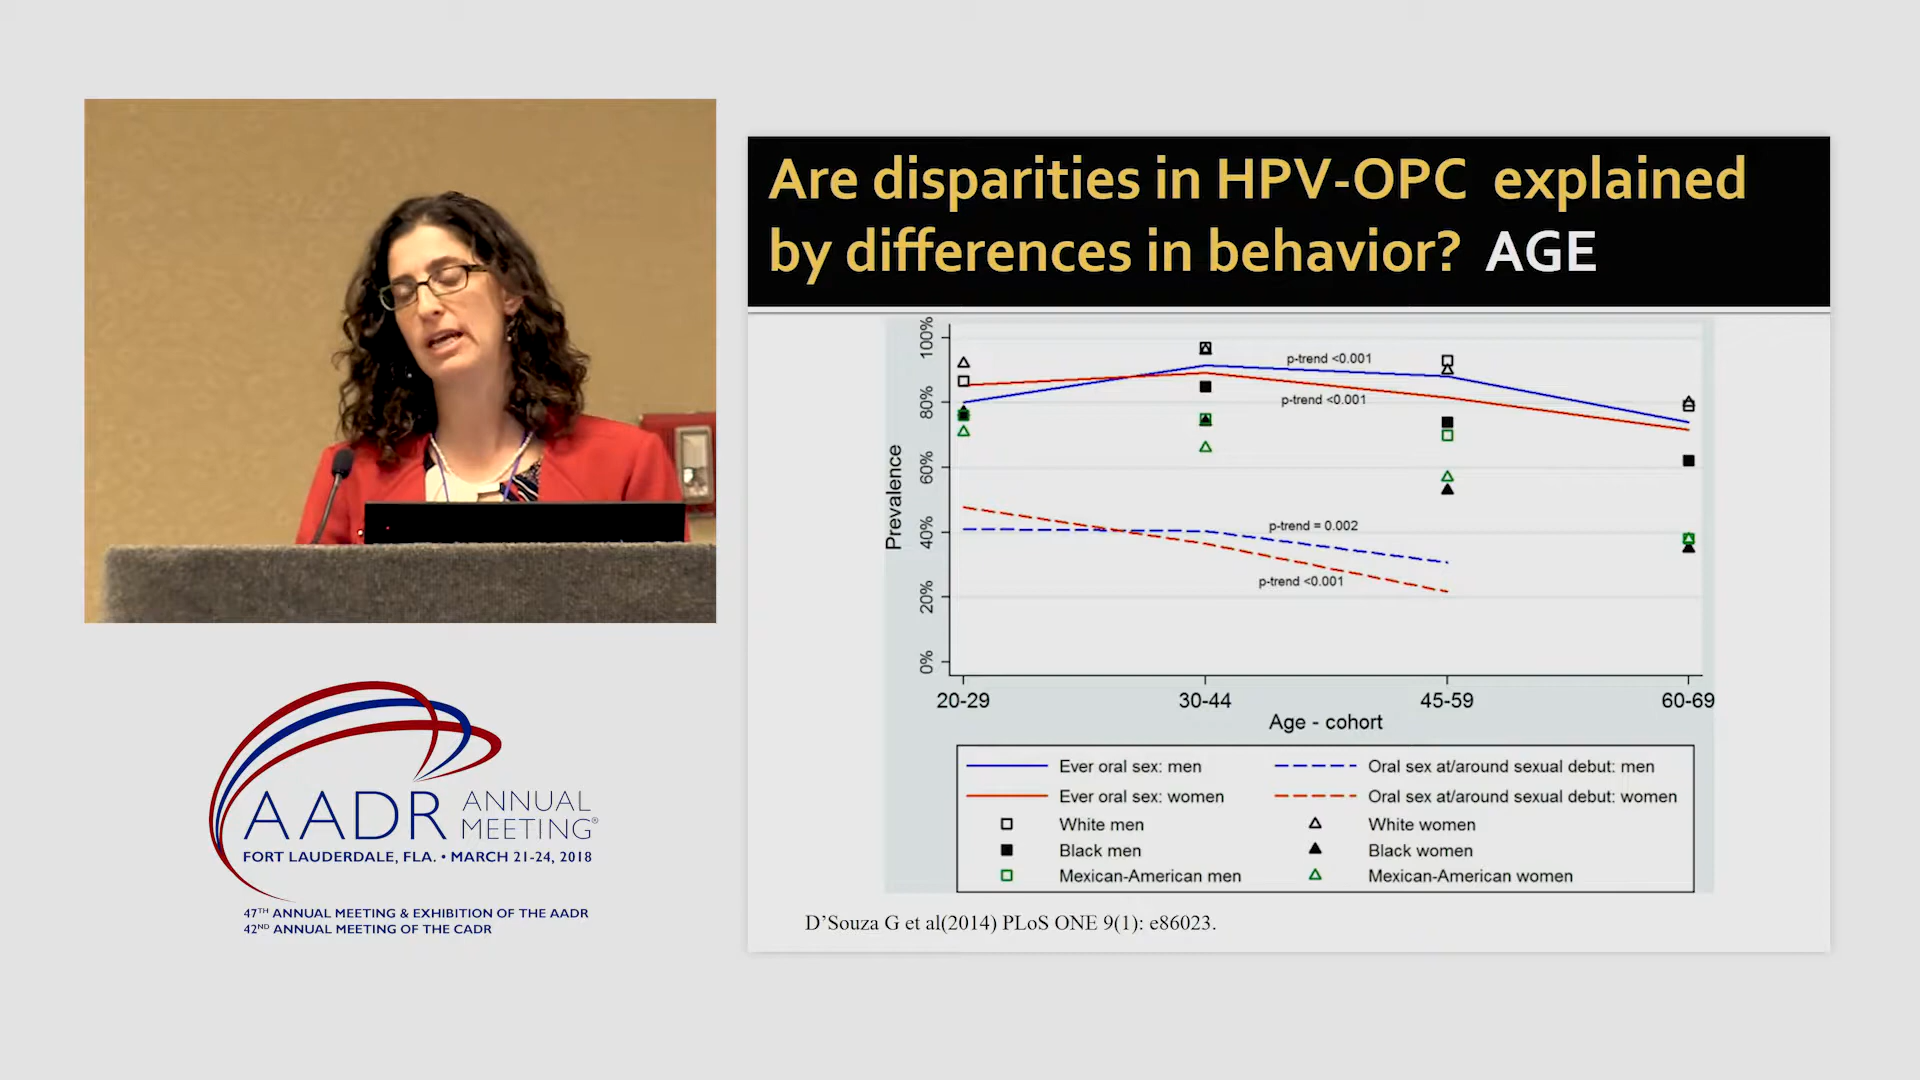 Are disparities in HPV-OPC explained
by differences in behavior? AGE
100%
80%
60%
40%
20%
0%
Prevalence
p-trend <0.001
p-trend <0.001
p-trend = 0.002
p-trend <0.001
20-29
30-44
45-59
60-69
Age - cohort
Ever oral sex: men
Oral sex at/around sexual debut: men
Ever oral sex: women
Oral sex at/around sexual debut: women
White men
White women
Black men
Black women
Mexican-American men
Mexican-American women
D'Souza G et al(2014) PLoS ONE 9(1): e86023.
AADR ANNUAL
MEETING®
FORT LAUDERDALE, FLA. • MARCH 21-24, 2018
47TH ANNUAL MEETING & EXHIBITION OF THE AADR
42ND ANNUAL MEETING OF THE CADR